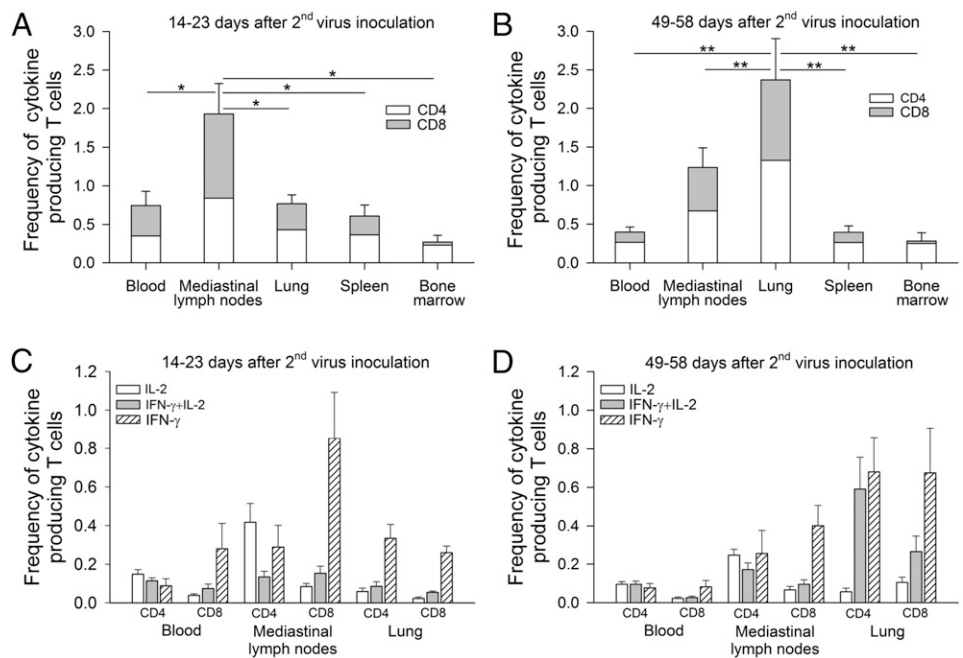 A
14-23 days after 2nd virus inoculation
Frequency of cytokine
producing T cells
3.0
2.5
2.0
1.5
1.0
0.5
0.0
*
*
*
*
CD4
CD8
Blood
Mediastinal
lymph nodes
Lung
Spleen
Bone
marrow
B
49-58 days after 2nd virus inoculation
Frequency of cytokine
producing T cells
3.0
2.5
2.0
1.5
1.0
0.5
0.0
**
**
**
**
CD4
CD8
Blood
Mediastinal
lymph nodes
Lung
Spleen
Bone
marrow
C
14-23 days after 2nd virus inoculation
Frequency of cytokine
producing T cells
1.2
1.0
0.8
0.6
0.4
0.2
0.0
IL-2
IFN-γ+IL-2
IFN-γ
CD4 CD8 CD4 CD8 CD4 CD8
Blood
Mediastinal
lymph nodes
Lung
D
49-58 days after 2nd virus inoculation
Frequency of cytokine
producing T cells
1.2
1.0
0.8
0.6
0.4
0.2
0.0
IL-2
IFN-γ+IL-2
IFN-γ
CD4 CD8 CD4 CD8 CD4 CD8
Blood
Mediastinal
lymph nodes
Lung